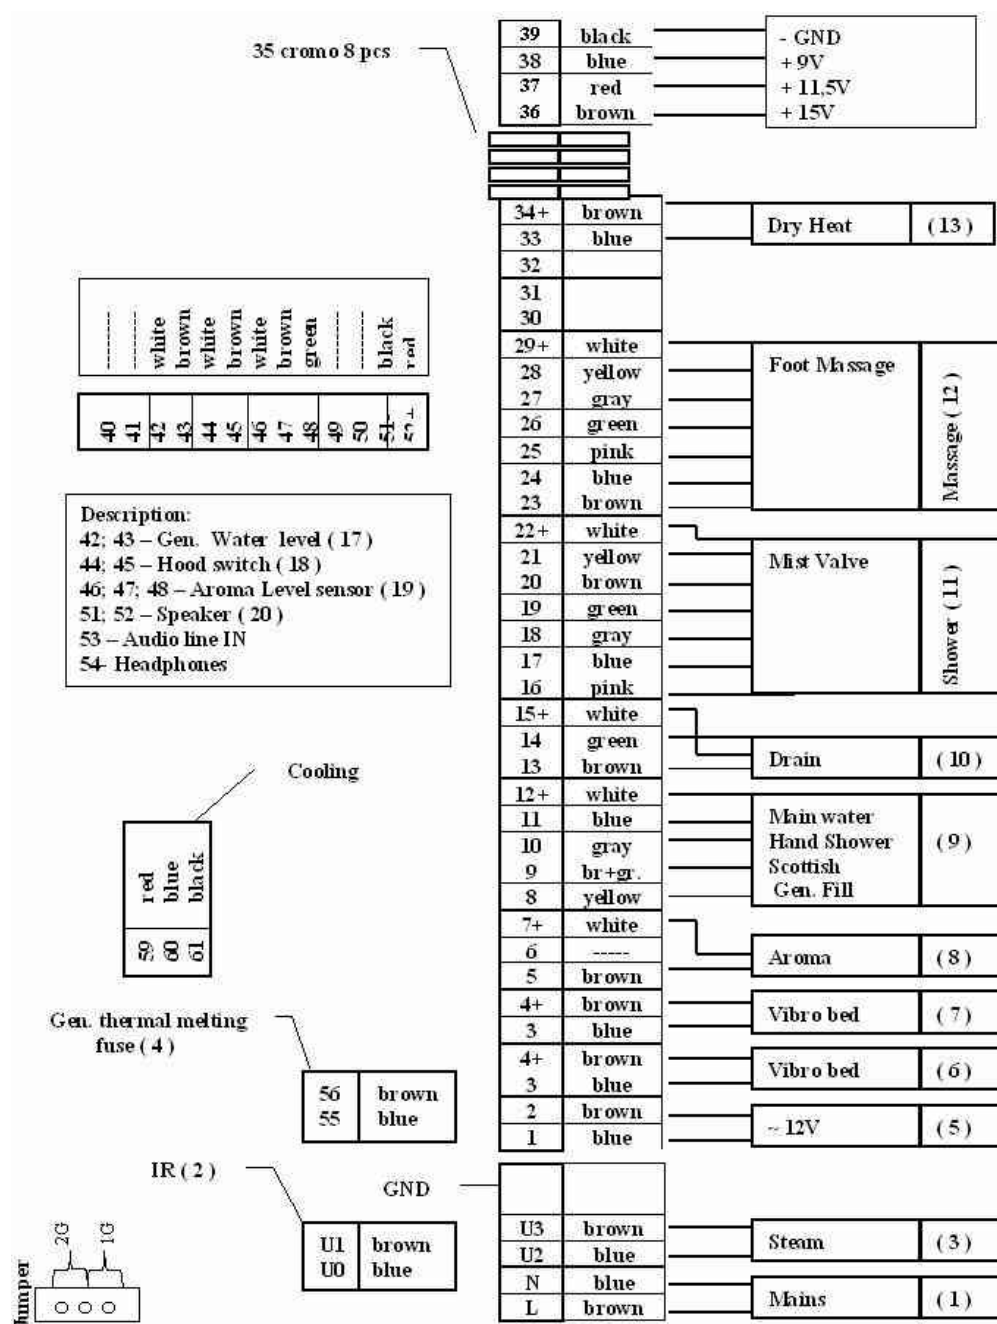 35 cromo 8 pcs
39 black - GND
38 blue + 9V
37 red + 11,5V
36 brown + 15V
34+ brown
33 blue
Dry Heat ( 13 )
32
31
30
29+ white
28 yellow
27 gray
26 green
25 pink
24 blue
23 brown
Foot Massage
Massage ( 12 )
22+ white
21 yellow
20 brown
19 green
18 gray
17 blue
16 pink
Mist Valve
Shower ( 11 )
15+ white
14 green
13 brown
Drain ( 10 )
12+ white
11 blue
10 gray
9 br+gr.
8 yellow
Main water
Hand Shower
Scottish
Gen. Fill
( 9 )
7+ white
6 -----
5 brown
Aroma ( 8 )
4+ brown
3 blue
Vibro bed ( 7 )
4+ brown
3 blue
Vibro bed ( 6 )
2 brown
1 blue
~ 12V ( 5 )
GND
U3 brown
U2 blue
Steam ( 3 )
N blue
L brown
Mains ( 1 )
--------
--------
white
brown
white
brown
white
brown
green
--------
--------
black
red
40
41
42
43
44
45
46
47
48
49
50
51-
52+
Description:
42; 43 – Gen. Water level ( 17 )
44; 45 – Hood switch ( 18 )
46; 47; 48 – Aroma Level sensor ( 19 )
51; 52 – Speaker ( 20 )
53 – Audio line IN
54- Headphones
Cooling
red
blue
black
59
60
61
Gen. thermal melting
fuse ( 4 )
56 brown
55 blue
IR ( 2 )
U1 brown
U0 blue
2G
1G
Jumper